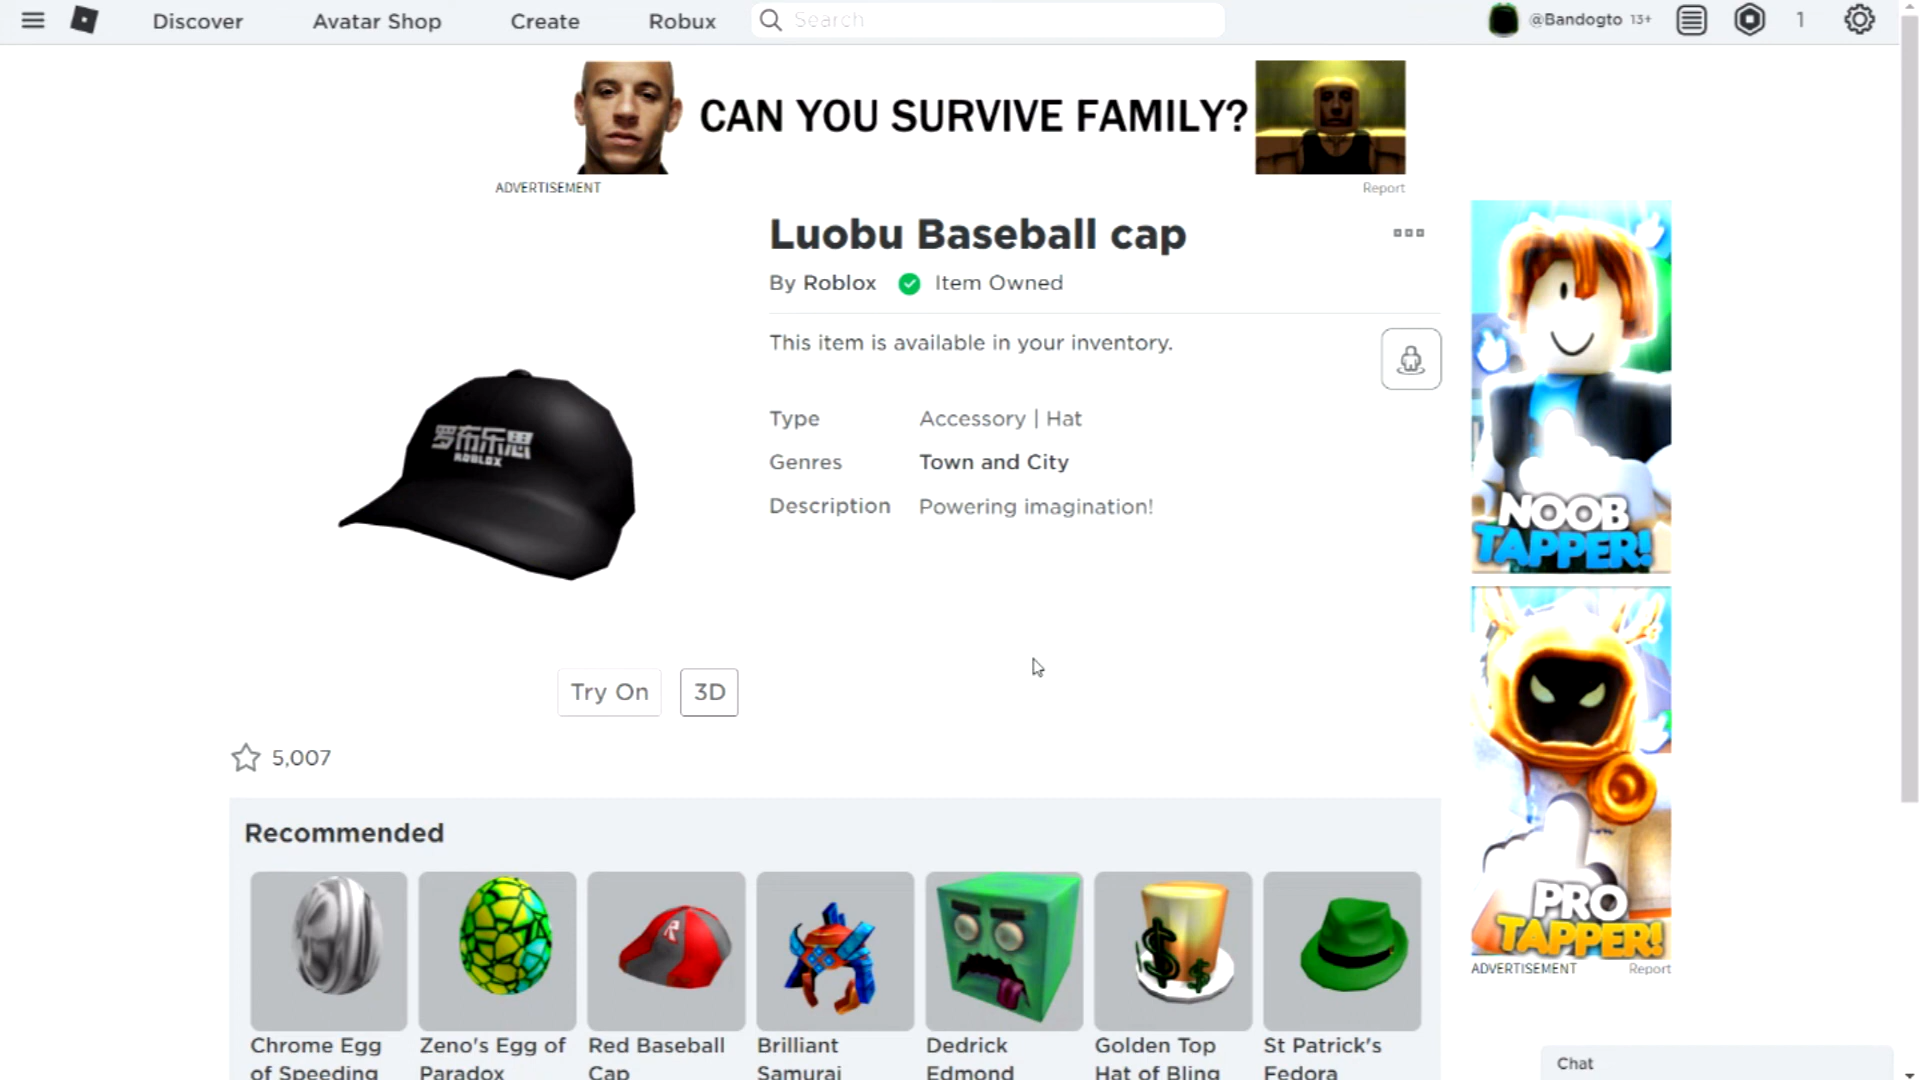 Discover
Avatar Shop
Create
Robux
Search
@Bandogto 13+
1
CAN YOU SURVIVE FAMILY?
ADVERTISEMENT
Report
Luobu Baseball cap
By Roblox
Item Owned
This item is available in your inventory.
Type Accessory | Hat
Genres Town and City
Description Powering imagination!
罗布乐思
ROBLOX
Try On
3D
5,007
NOOB
TAPPER!
PRO
TAPPER!
ADVERTISEMENT
Report
Recommended
R
$ $
Chrome Egg
of Speeding
Zeno's Egg of
Paradox
Red Baseball
Cap
Brilliant
Samurai
Dedrick
Edmond
Golden Top
Hat of Bling
St Patrick's
Fedora
Chat